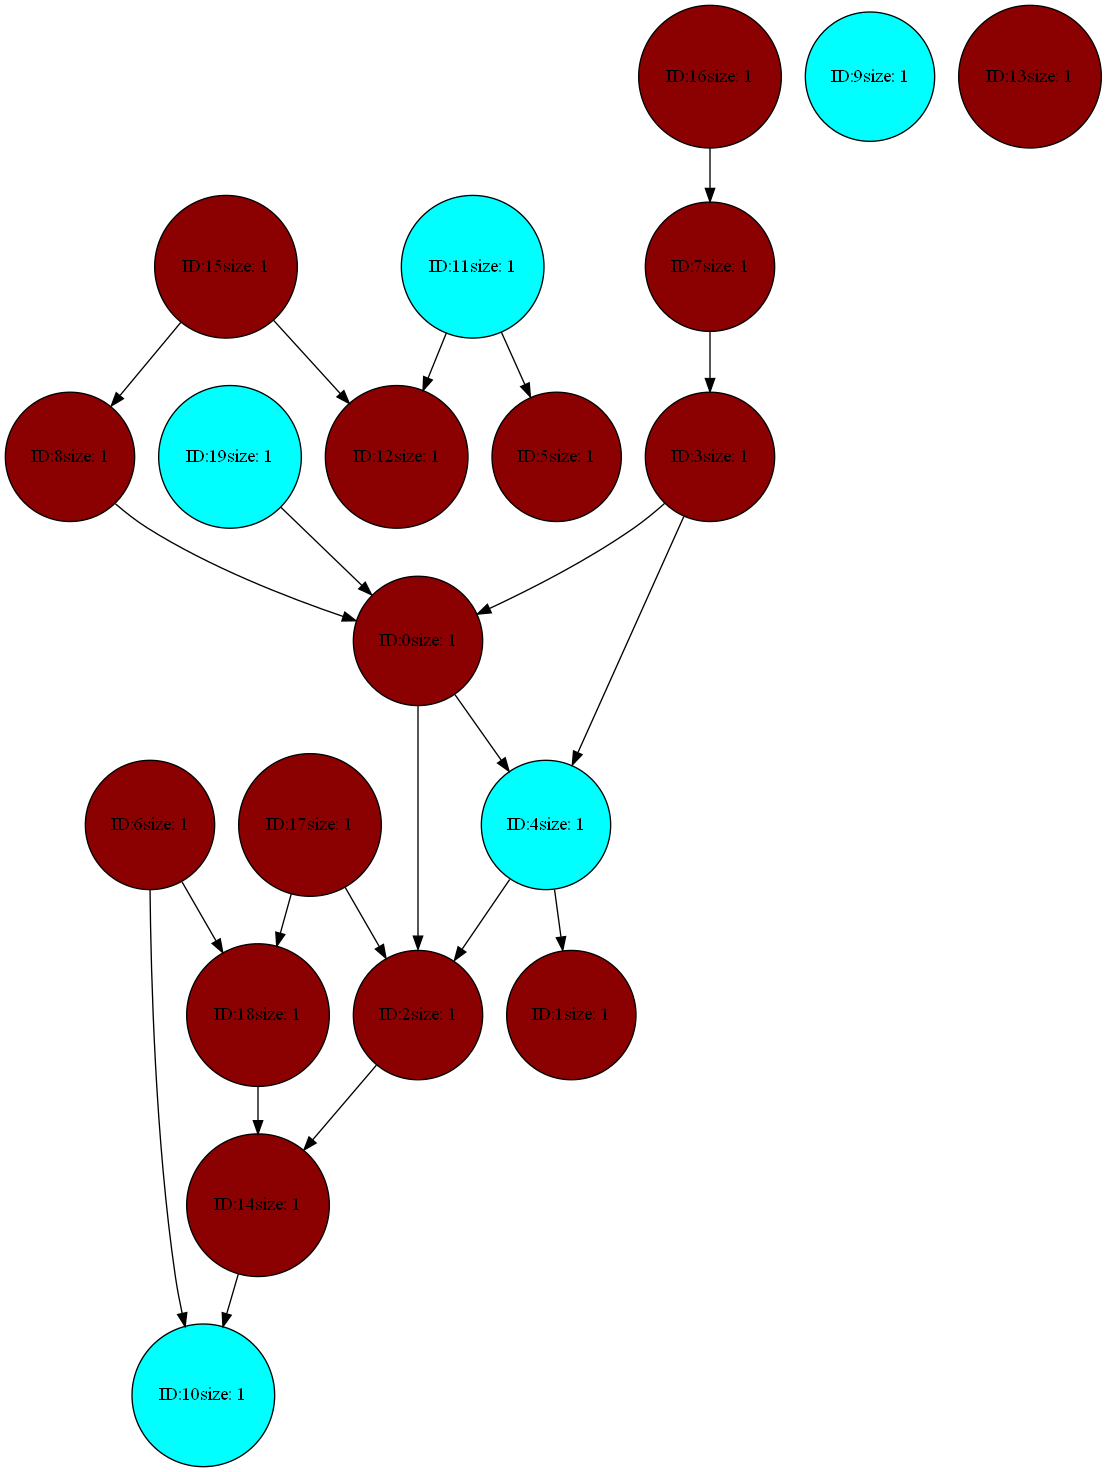 ID:16size: 1
ID:9size: 1
ID:13size: 1
ID:15size: 1
ID:11size: 1
ID:7size: 1
ID:8size: 1
ID:19size: 1
ID:12size: 1
ID:5size: 1
ID:3size: 1
ID:0size: 1
ID:6size: 1
ID:17size: 1
ID:4size: 1
ID:18size: 1
ID:2size: 1
ID:1size: 1
ID:14size: 1
ID:10size: 1